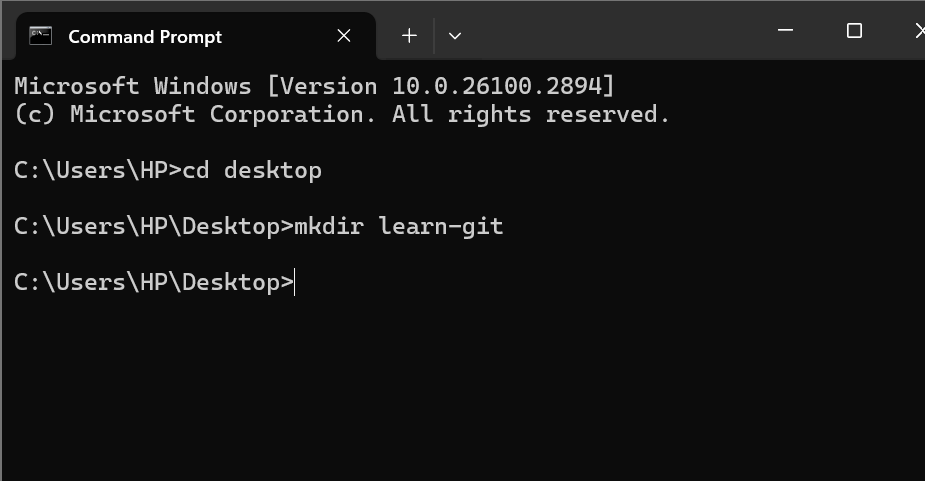 Command Prompt
Microsoft Windows [Version 10.0.26100.2894]
(c) Microsoft Corporation. All rights reserved.
C:\Users\HP>cd desktop
C:\Users\HP\Desktop>mkdir learn-git
C:\Users\HP\Desktop>